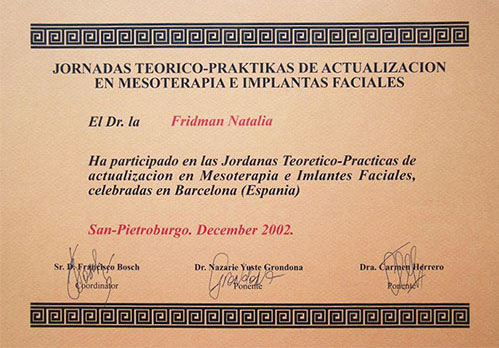 JORNADAS TEORICO-PRAKTIKAS DE ACTUALIZACION
EN MESOTERAPIA E IMPLANTAS FACIALES
El Dr. la Fridman Natalia
Ha participado en las Jordanas Teoretico-Practicas de
actualizacion en Mesoterapia e Imlantes Faciales,
celebradas en Barcelona (Espania)
San-Pietroburgo. December 2002.
Sr. D. Francisco Bosch Dr. Nazarie Yuste Grondona Dra. Carmen Herrero
Coordinator Ponente Ponente